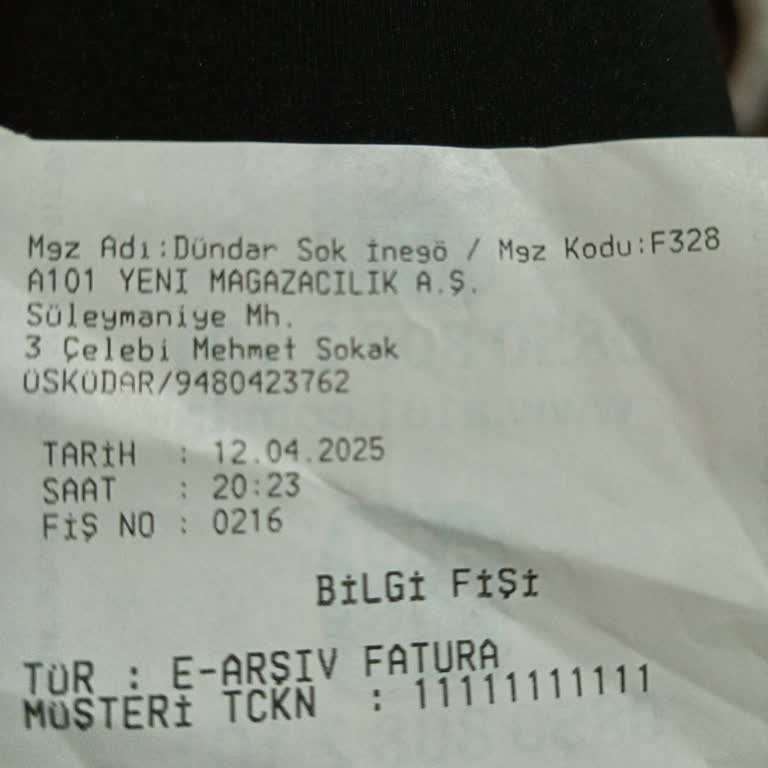 Mgz Adı:Dündar Sok İnegö / Mgz Kodu:F328
A101 YENI MAGAZACILIK A.Ş.
Süleymaniye Mh.
3 Çelebi Mehmet Sokak
ÜSKÜDAR/9480423762
TARİH : 12.04.2025
SAAT : 20:23
FİŞ NO : 0216
BİLGİ FİŞİ
TÜR : E-ARŞIV FATURA
MÜŞTERİ TCKN : 11111111111